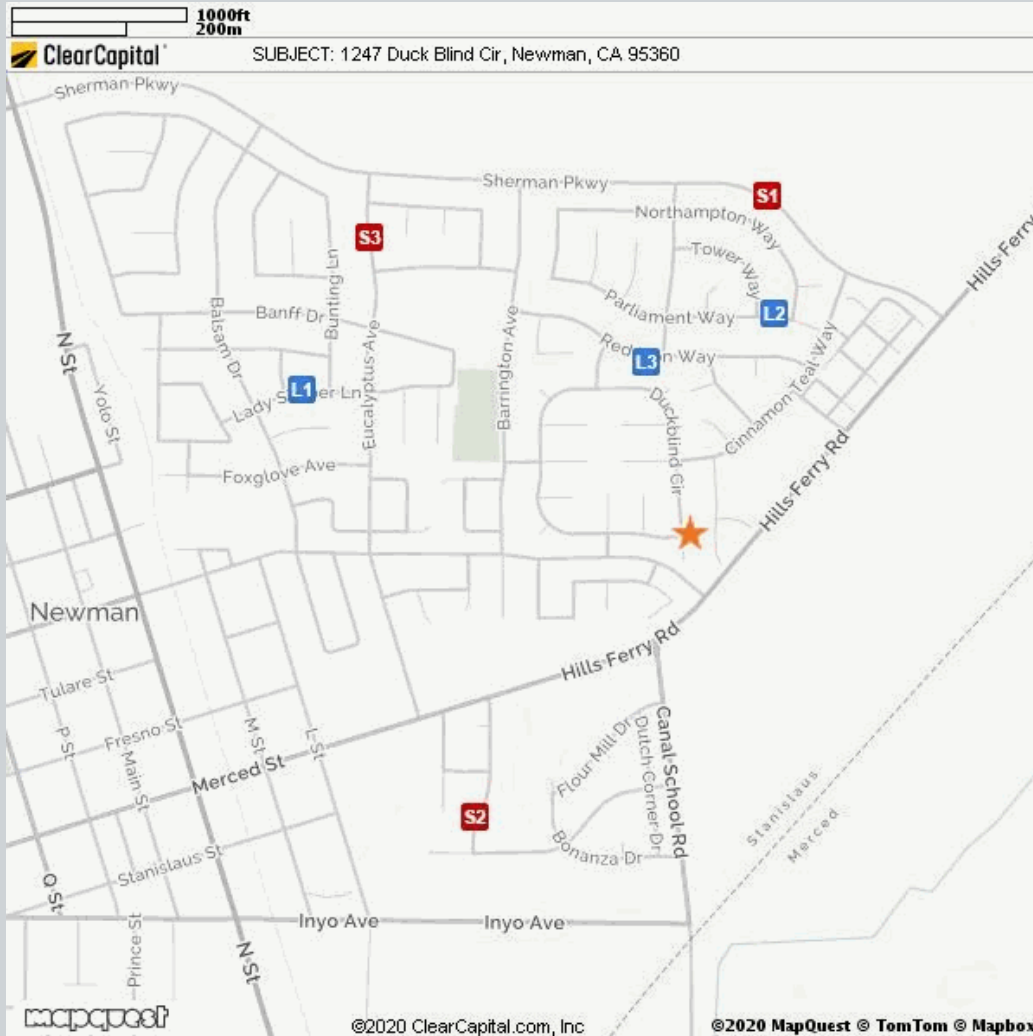 1000ft
200m
ClearCapital
SUBJECT: 1247 Duck Blind Cir, Newman, CA 95360
Sherman Pkwy
Sherman Pkwy
S1
Northampton Way
S3
Tower Way
Hills Ferry
Bunting Ln
Balsam Dr
Banff Dr
Parliament Way
L2
N St
Eucalyptus Ave
Barrington Ave
Way
L3
Cinnamon Teal Way
Yolo St
L1
Lady
Ln
Duckblind Cir
Foxglove Ave
Hills Ferry Rd
Newman
Hills Ferry Rd
Tulare St
P St
Fresno St
Main St
M St
L St
Merced St
Flour Mill Dr
Dutch Corner Dr
Canal School Rd
S2
Stanislaus
Merced
Bonanza Dr
Stanislaus St
Q St
Inyo Ave
Inyo Ave
Prince St
N St
mapquest
©2020 ClearCapital.com, Inc
©2020 MapQuest © TomTom © Mapbox